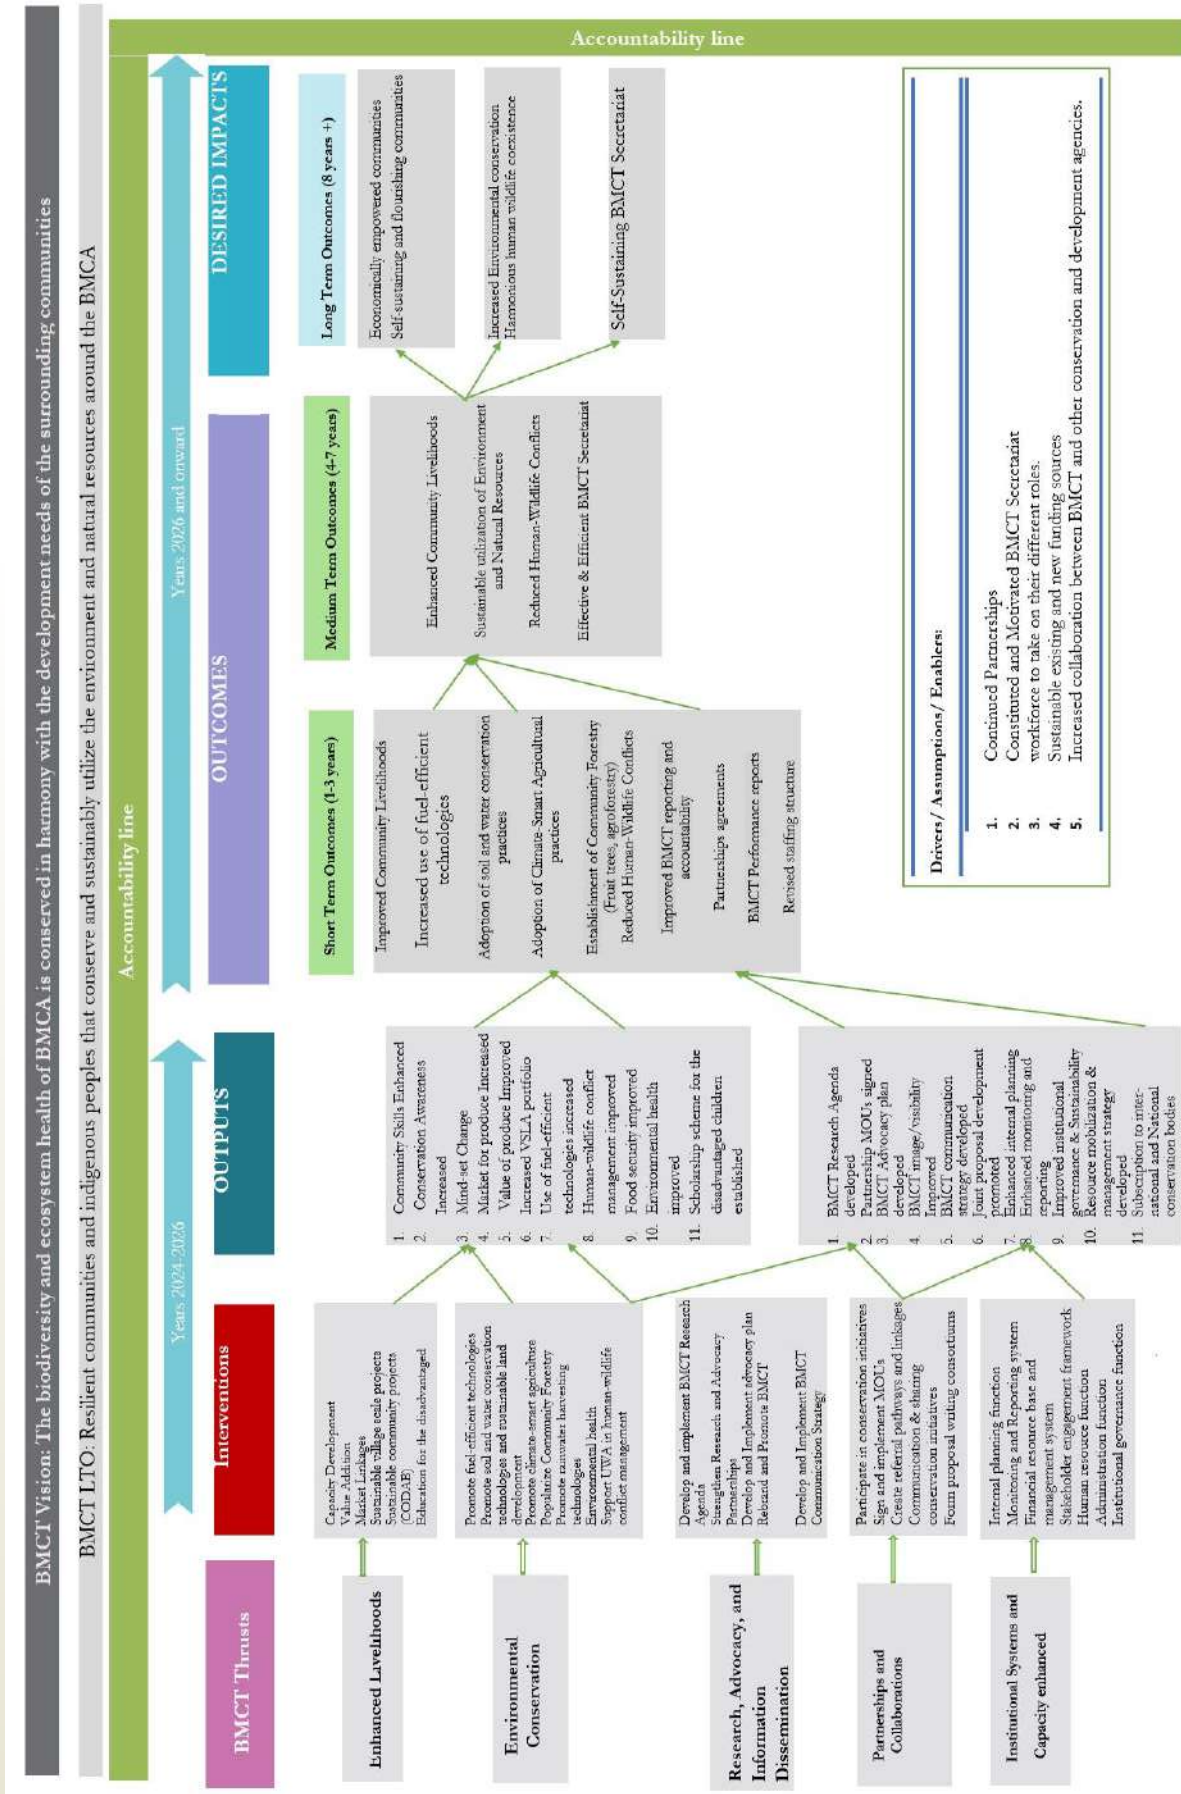 BMCT Vision: The biodiversity and ecosystem health of BMCA is conserved in harmony with the development needs of the surrounding communities
BMCT LTO: Resilient communities and indigenous peoples that conserve and sustainably utilize the environment and natural resources around the BMCA
Accountability line
Accountability line
Years 2024-2026
Years 2026 and onward
BMCT Thrusts
Interventions
OUTPUTS
OUTCOMES
DESIRED IMPACTS
Enhanced Livelihoods
Environmental
Conservation
Research, Advocacy, and
Information
Dissemination
Partnerships and
Collaborations
Institutional Systems and
Capacity enhanced
Capacity Development
Value Addition
Market Linkages
Sustainable village scale projects
Sustainable community projects
(CODAB)
Education for the disadvantaged
Promote fuel-efficient technologies
Promote soil and water conservation
technologies and sustainable land
development
Promote climate-smart agriculture
Popularize Community Forestry
Promote rainwater harvesting
technologies
Environmental health
Support UWA in human-wildlife
conflict management
Develop and implement BMCT Research
Agenda
Strengthen Research and Advocacy
Partnerships
Develop and Implement advocacy plan
Rebrand and Promote BMCT
Develop and Implement BMCT
Communication Strategy
Participate in conservation initiatives
Sign and implement MOUs
Create referral pathways and linkages
Communication & sharing
conservation initiatives
Form proposal writing consortiums
Internal planning function
Monitoring and Reporting system
Financial resource base and
management system
Stakeholder engagement framework
Human resource function
Administration function
Institutional governance function
1. Community Skills Enhanced
2. Conservation Awareness
Increased
3. Mind-set Change
4. Market for produce Increased
5. Value of produce Improved
6. Increased VSLA portfolio
7. Use of fuel-efficient
technologies increased
8. Human-wildlife conflict
management improved
9. Food security improved
10. Environmental health
improved
11. Scholarship scheme for the
disadvantaged children
established
1. BMCT Research Agenda
developed
2. Partnership MOUs signed
3. BMCT Advocacy plan
developed
4. BMCT image/visibility
Improved
5. BMCT communication
strategy developed
6. Joint proposal development
promoted
7. Enhanced internal planning
8. Enhanced monitoring and
reporting
9. Improved institutional
governance & Sustainability
10. Resource mobilization &
management strategy
developed
11. Subscription to inter-
national and National
conservation bodies
Short Term Outcomes (1-3 years)
Improved Community Livelihoods
Increased use of fuel-efficient
technologies
Adoption of soil and water conservation
practices
Adoption of Climate-Smart Agricultural
practices
Establishment of Community Forestry
(Fruit trees, agroforestry)
Reduced Human-Wildlife Conflicts
Improved BMCT reporting and
accountability
Partnerships agreements
BMCT Performance reports
Revised staffing structure
Medium Term Outcomes (4-7 years)
Enhanced Community Livelihoods
Sustainable utilization of Environment
and Natural Resources
Reduced Human-Wildlife Conflicts
Effective & Efficient BMCT Secretariat
Long Term Outcomes (8 years +)
Economically empowered communities
Self-sustaining and flourishing communities
Increased Environmental conservation
Harmonious human wildlife coexistence
Self-Sustaining BMCT Secretariat
Drivers/ Assumptions/ Enablers:
1. Continued Partnerships
2. Constituted and Motivated BMCT Secretariat
3. workforce to take on their different roles.
4. Sustainable existing and new funding sources
5. Increased collaboration between BMCT and other conservation and development agencies.